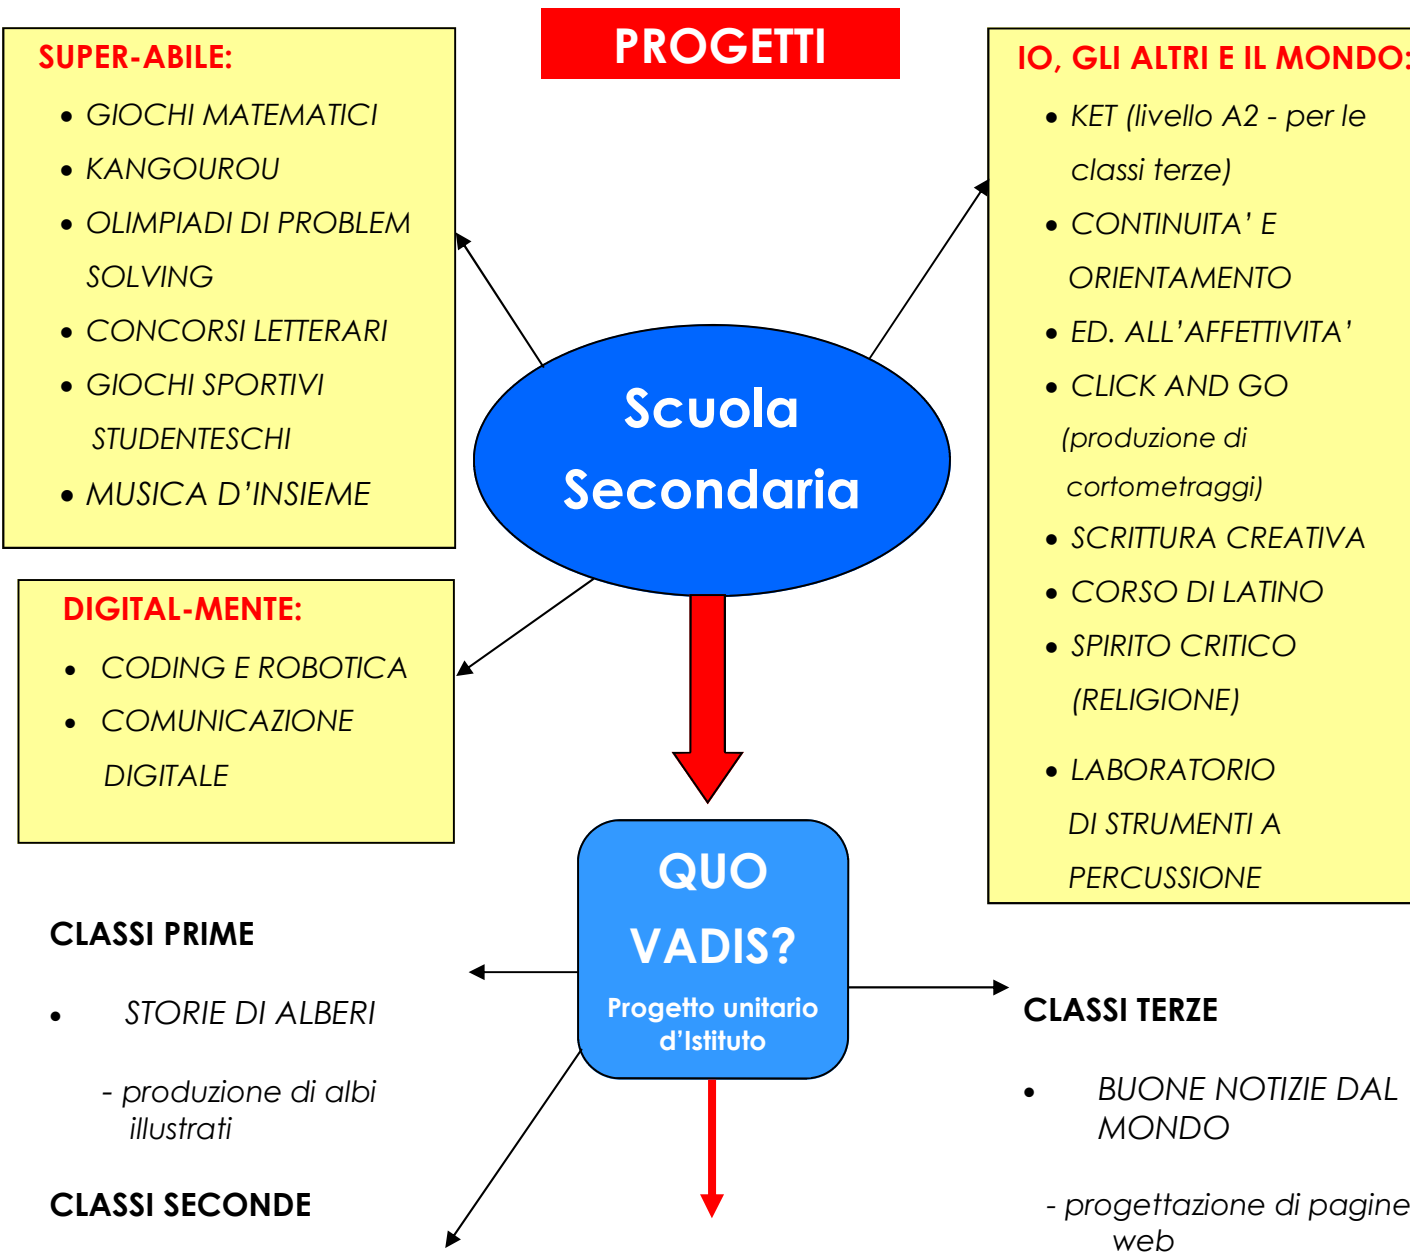 PROGETTI
SUPER-ABILE:
• GIOCHI MATEMATICI
• KANGOUROU
• OLIMPIADI DI PROBLEM
SOLVING
• CONCORSI LETTERARI
• GIOCHI SPORTIVI
STUDENTESCHI
• MUSICA D’INSIEME
IO, GLI ALTRI E IL MONDO:
• KET (livello A2 - per le
classi terze)
• CONTINUITA’ E
ORIENTAMENTO
• ED. ALL’AFFETTIVITA’
• CLICK AND GO
(produzione di
cortometraggi)
• SCRITTURA CREATIVA
• CORSO DI LATINO
• SPIRITO CRITICO
(RELIGIONE)
• LABORATORIO
DI STRUMENTI A
PERCUSSIONE
Scuola
Secondaria
DIGITAL-MENTE:
• CODING E ROBOTICA
• COMUNICAZIONE
DIGITALE
QUO
VADIS?
Progetto unitario
d’Istituto
CLASSI PRIME
• STORIE DI ALBERI
- produzione di albi
illustrati
CLASSI SECONDE
CLASSI TERZE
• BUONE NOTIZIE DAL
MONDO
- progettazione di pagine
web